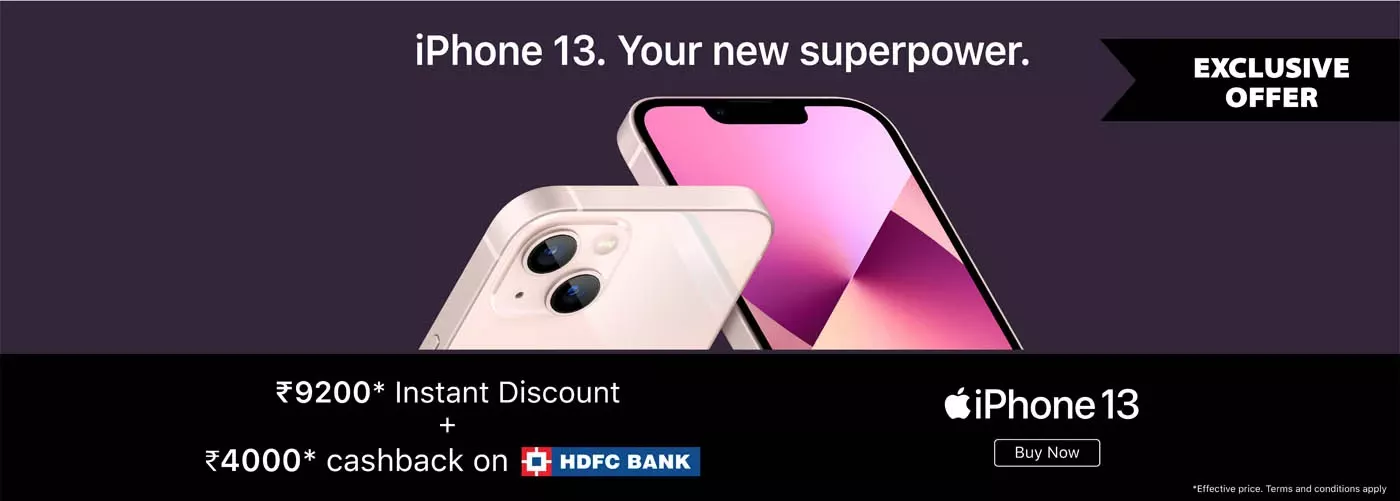 iPhone 13. Your new superpower.
EXCLUSIVE
OFFER
₹9200* Instant Discount
+
₹4000* cashback on HDFC BANK
iPhone 13
Buy Now
*Effective price. Terms and conditions apply